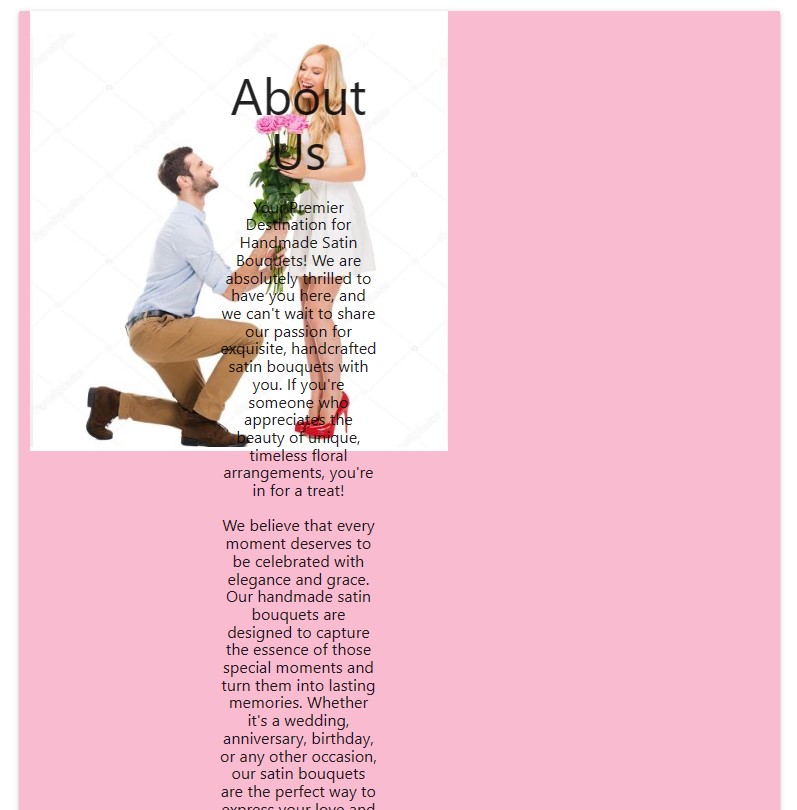 About
Us
Your Premier
Destination for
Handmade Satin
Bouquets! We are
absolutely thrilled to
have you here, and
we can't wait to share
our passion for
exquisite, handcrafted
satin bouquets with
you. If you're
someone who
appreciates the
beauty of unique,
timeless floral
arrangements, you're
in for a treat!
We believe that every
moment deserves to
be celebrated with
elegance and grace.
Our handmade satin
bouquets are
designed to capture
the essence of those
special moments and
turn them into lasting
memories. Whether
it's a wedding,
anniversary, birthday,
or any other occasion,
our satin bouquets
are the perfect way to
express your love and